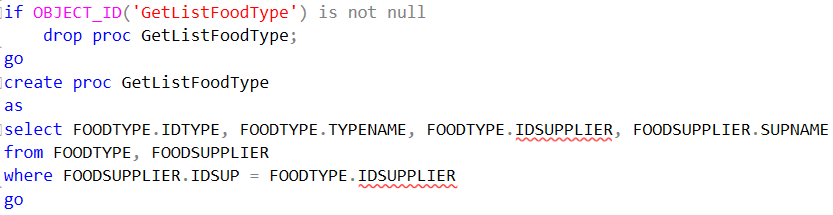 if OBJECT_ID('GetListFoodType') is not null
    drop proc GetListFoodType;
go
create proc GetListFoodType
as
select FOODTYPE.IDTYPE, FOODTYPE.TYPENAME, FOODTYPE.IDSUPPLIER, FOODSUPPLIER.SUPNAME
from FOODTYPE, FOODSUPPLIER
where FOODSUPPLIER.IDSUP = FOODTYPE.IDSUPPLIER
go